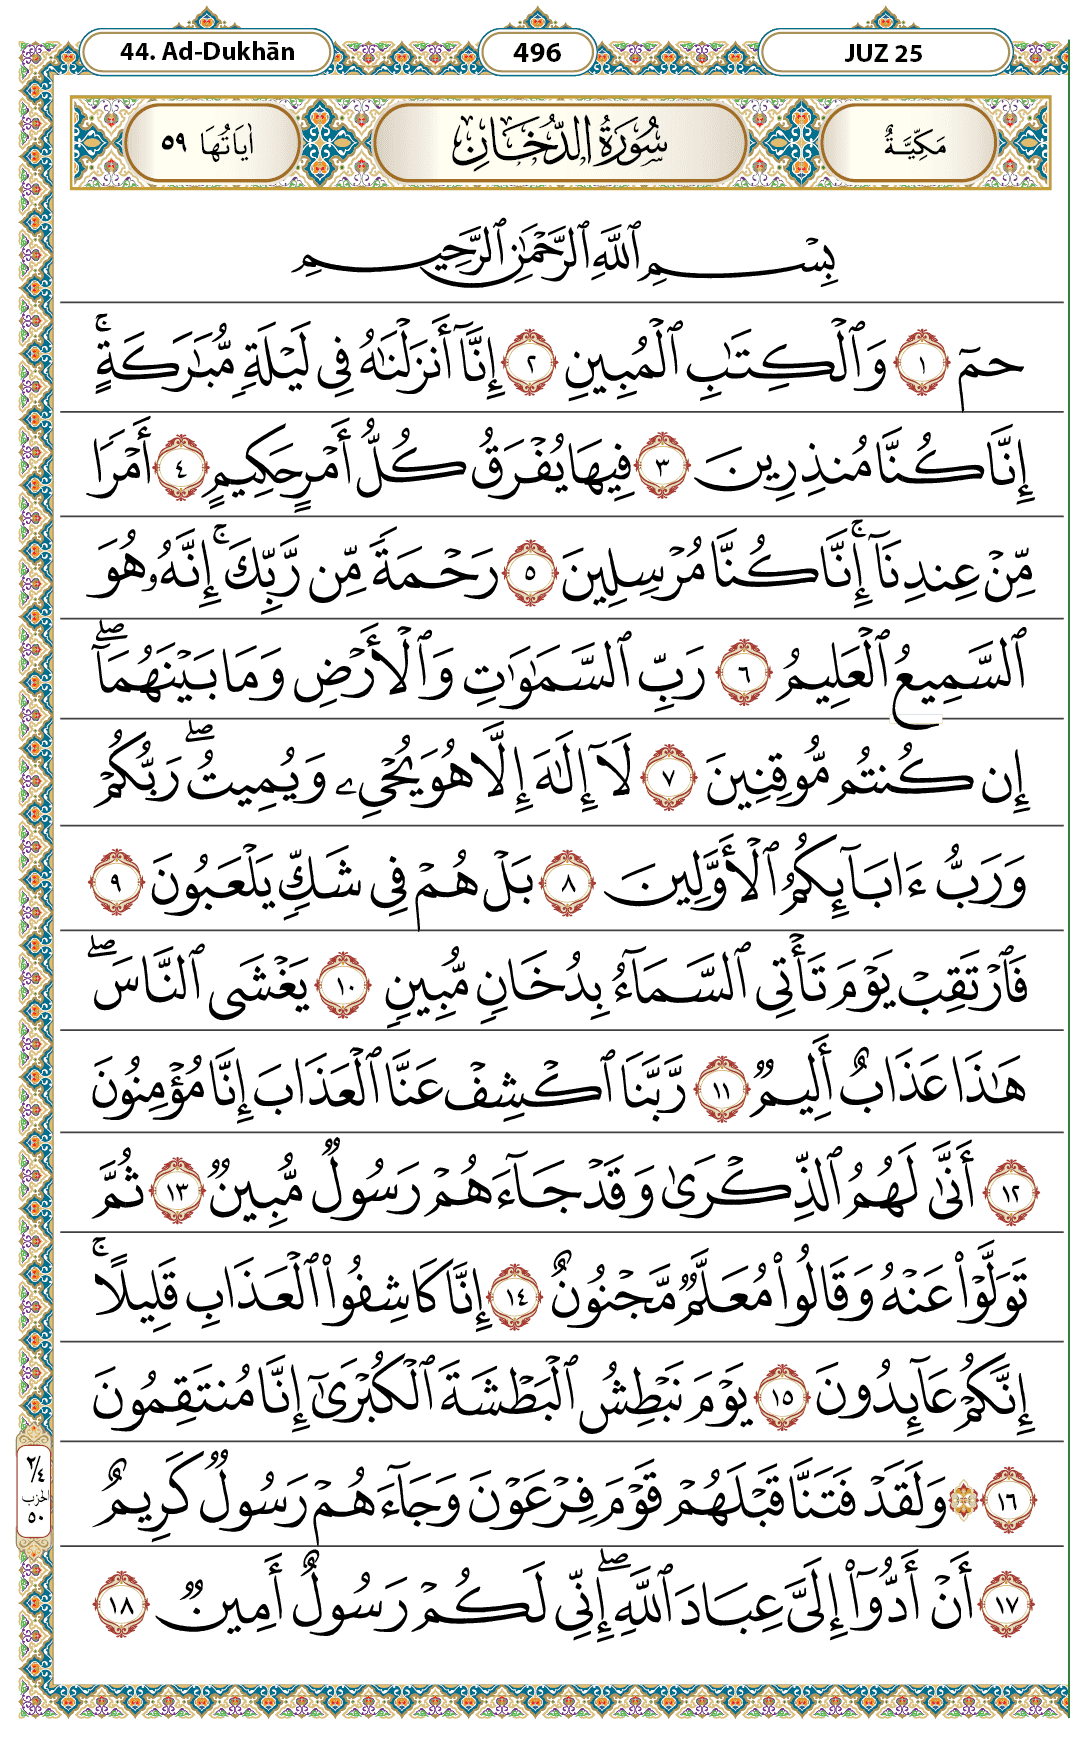 44. Ad-Dukhān
496
JUZ 25
مَكِّيَّةٌ
سُورَةُ الدُّخَانِ
اٰيَاتُهَا ٥٩
بِسْمِ ٱللَّهِ ٱلرَّحْمَٰنِ ٱلرَّحِيمِ
حمٓ ١ وَٱلْكِتَٰبِ ٱلْمُبِينِ ٢ إِنَّآ أَنزَلْنَٰهُ فِى لَيْلَةٍ مُّبَٰرَكَةٍ ۚ
إِنَّا كُنَّا مُنذِرِينَ ٣ فِيهَا يُفْرَقُ كُلُّ أَمْرٍ حَكِيمٍ ٤ أَمْرًا
مِّنْ عِندِنَآ ۚ إِنَّا كُنَّا مُرْسِلِينَ ٥ رَحْمَةً مِّن رَّبِّكَ ۚ إِنَّهُۥ هُوَ
ٱلسَّمِيعُ ٱلْعَلِيمُ ٦ رَبِّ ٱلسَّمَٰوَٰتِ وَٱلْأَرْضِ وَمَا بَيْنَهُمَآ ۖ
إِن كُنتُم مُّوقِنِينَ ٧ لَآ إِلَٰهَ إِلَّا هُوَ يُحْىِۦ وَيُمِيتُ ۖ رَبُّكُمْ
وَرَبُّ ءَابَآئِكُمُ ٱلْأَوَّلِينَ ٨ بَلْ هُمْ فِى شَكٍّ يَلْعَبُونَ ٩
فَٱرْتَقِبْ يَوْمَ تَأْتِى ٱلسَّمَآءُ بِدُخَانٍ مُّبِينٍ ١٠ يَغْشَى ٱلنَّاسَ ۖ
هَٰذَا عَذَابٌ أَلِيمٌ ١١ رَّبَّنَا ٱكْشِفْ عَنَّا ٱلْعَذَابَ إِنَّا مُؤْمِنُونَ
١٢ أَنَّىٰ لَهُمُ ٱلذِّكْرَىٰ وَقَدْ جَآءَهُمْ رَسُولٌ مُّبِينٌ ١٣ ثُمَّ
تَوَلَّوْا۟ عَنْهُ وَقَالُوا۟ مُعَلَّمٌ مَّجْنُونٌ ١٤ إِنَّا كَاشِفُوا۟ ٱلْعَذَابِ قَلِيلًا ۚ
إِنَّكُمْ عَآئِدُونَ ١٥ يَوْمَ نَبْطِشُ ٱلْبَطْشَةَ ٱلْكُبْرَىٰٓ إِنَّا مُنتَقِمُونَ
١٦ ۞ وَلَقَدْ فَتَنَّا قَبْلَهُمْ قَوْمَ فِرْعَوْنَ وَجَآءَهُمْ رَسُولٌ كَرِيمٌ
١٧ أَنْ أَدُّوٓا۟ إِلَىَّ عِبَادَ ٱللَّهِ ۖ إِنِّى لَكُمْ رَسُولٌ أَمِينٌ ١٨
٢/٤
الحزب
٥٠